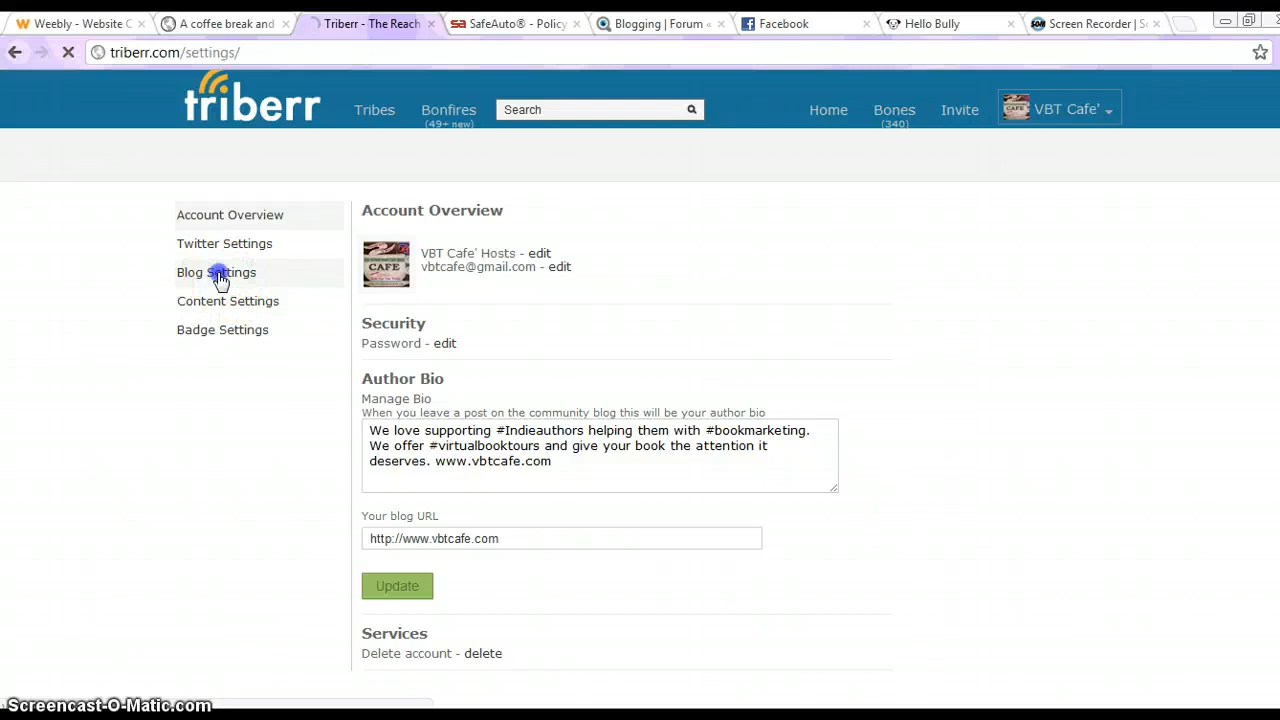 Weebly - Website C
A coffee break and
Triberr - The Reach
SafeAuto® - Policy
Blogging | Forum «
Facebook
Hello Bully
Screen Recorder | S
triberr.com/settings/
triberr
Tribes
Bonfires
(49+ new)
Search
Home
Bones
(340)
Invite
VBT Cafe'
Account Overview
Twitter Settings
Blog Settings
Content Settings
Badge Settings
Account Overview
VBT Cafe' Hosts - edit
vbtcafe@gmail.com - edit
Security
Password - edit
Author Bio
Manage Bio
When you leave a post on the community blog this will be your author bio
We love supporting #Indieauthors helping them with #bookmarketing.
We offer #virtualbooktours and give your book the attention it
deserves. www.vbtcafe.com
Your blog URL
http://www.vbtcafe.com
Update
Services
Delete account - delete
Screencast-O-Matic.com